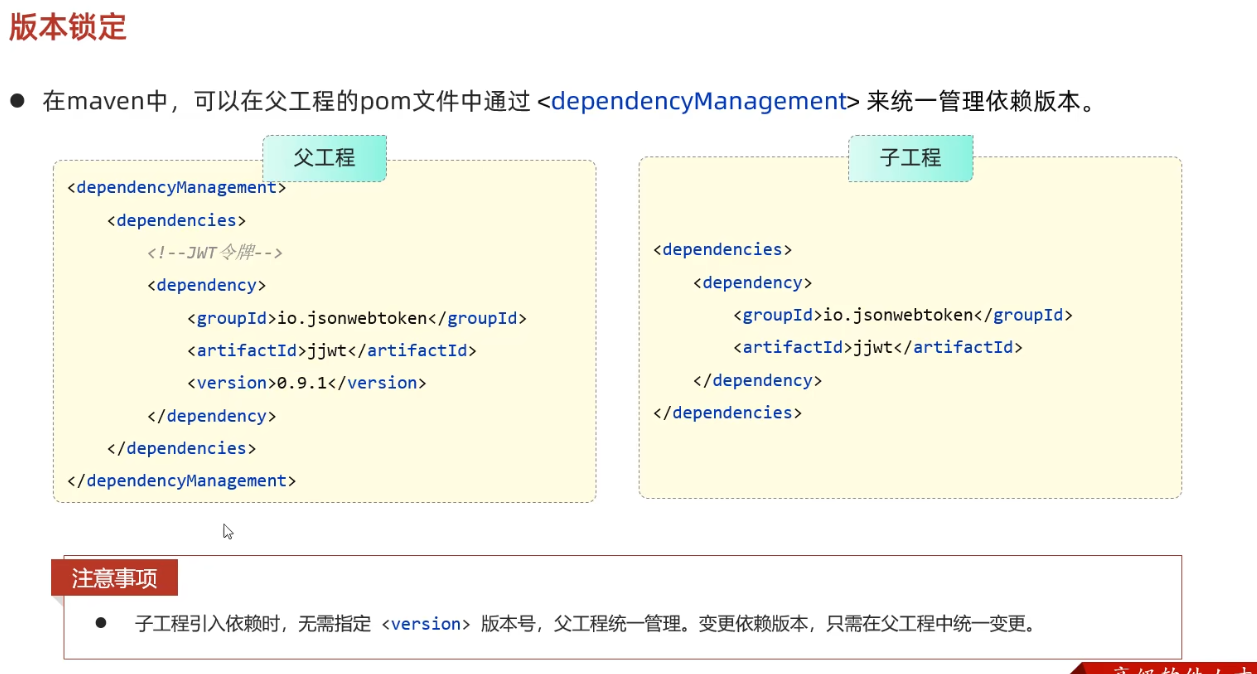 版本锁定
● 在maven中，可以在父工程的pom文件中通过 <dependencyManagement> 来统一管理依赖版本。
父工程
<dependencyManagement>
<dependencies>
<!--JWT令牌-->
<dependency>
<groupId>io.jsonwebtoken</groupId>
<artifactId>jjwt</artifactId>
<version>0.9.1</version>
</dependency>
</dependencies>
</dependencyManagement>
子工程
<dependencies>
<dependency>
<groupId>io.jsonwebtoken</groupId>
<artifactId>jjwt</artifactId>
</dependency>
</dependencies>
注意事项
● 子工程引入依赖时，无需指定 <version> 版本号，父工程统一管理。变更依赖版本，只需在父工程中统一变更。